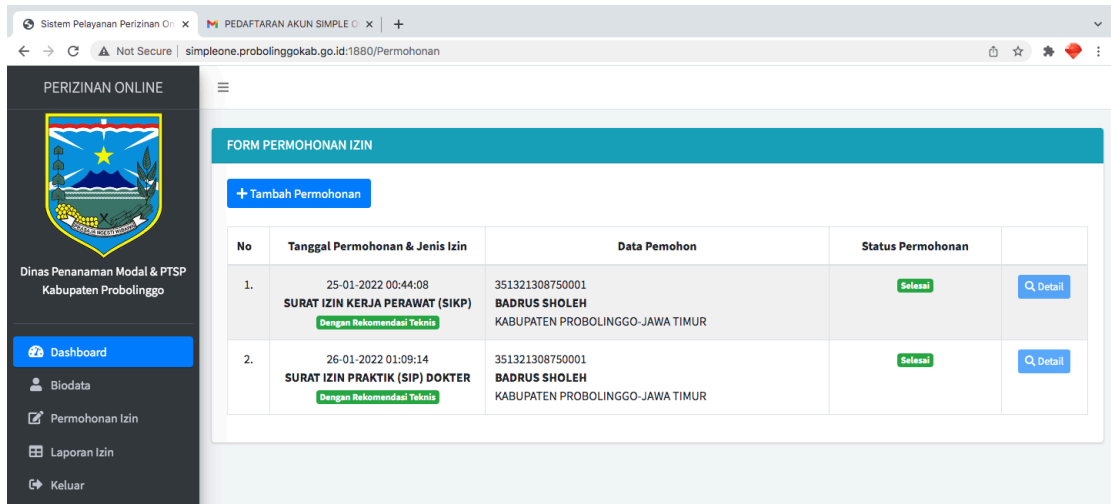 Sistem Pelayanan Perizinan On
PEDAFTARAN AKUN SIMPLE O
Not Secure
simpleone.probolinggokab.go.id:1880/Permohonan
PERIZINAN ONLINE
Dinas Penanaman Modal & PTSP
Kabupaten Probolinggo
Dashboard
Biodata
Permohonan Izin
Laporan Izin
Keluar
FORM PERMOHONAN IZIN
+ Tambah Permohonan
No Tanggal Permohonan & Jenis Izin Data Pemohon Status Permohonan
1. 25-01-2022 00:44:08 351321308750001 Selesai Detail
SURAT IZIN KERJA PERAWAT (SIKP) BADRUS SHOLEH
Dengan Rekomendasi Teknis KABUPATEN PROBOLINGGO-JAWA TIMUR
2. 26-01-2022 01:09:14 351321308750001 Selesai Detail
SURAT IZIN PRAKTIK (SIP) DOKTER BADRUS SHOLEH
Dengan Rekomendasi Teknis KABUPATEN PROBOLINGGO-JAWA TIMUR